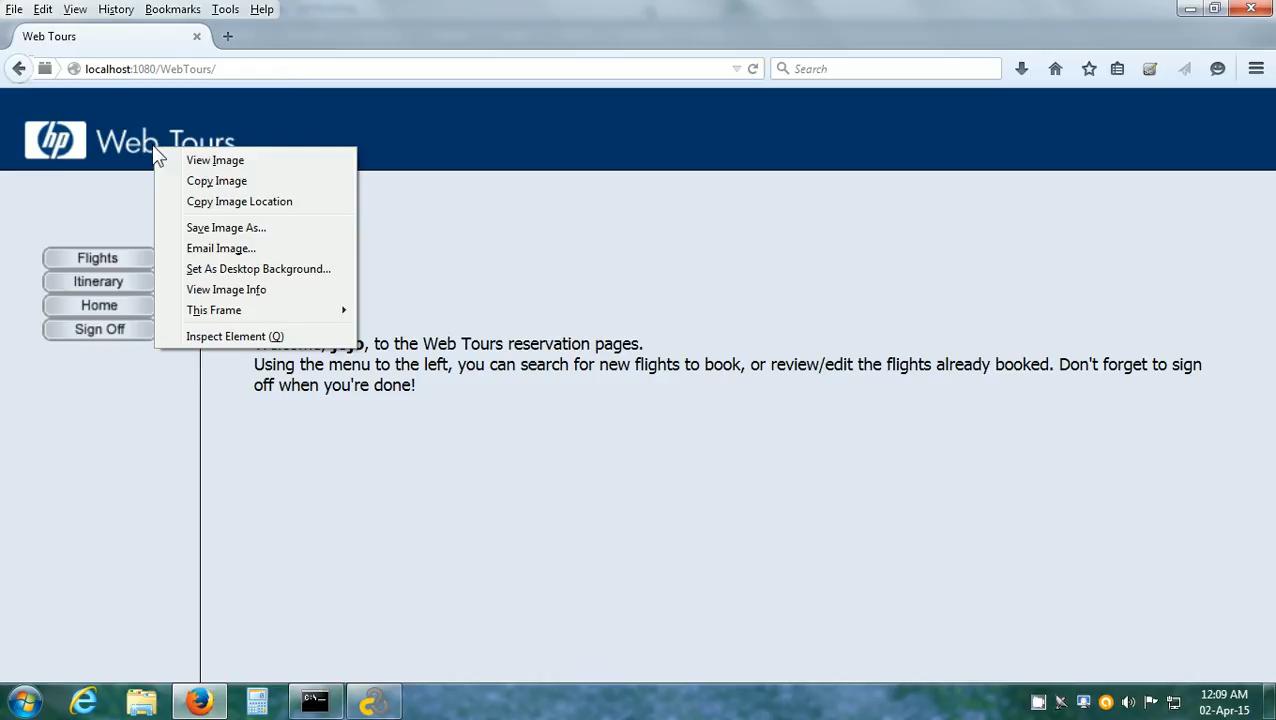 File Edit View History Bookmarks Tools Help
Web Tours
localhost:1080/WebTours/
Search
hp Web Tours
View Image
Copy Image
Copy Image Location
Save Image As...
Email Image...
Set As Desktop Background...
View Image Info
This Frame
Inspect Element (Q)
Flights
Itinerary
Home
Sign Off
Welcome, jojo, to the Web Tours reservation pages.
Using the menu to the left, you can search for new flights to book, or review/edit the flights already booked. Don't forget to sign
off when you're done!
12:09 AM
02-Apr-15